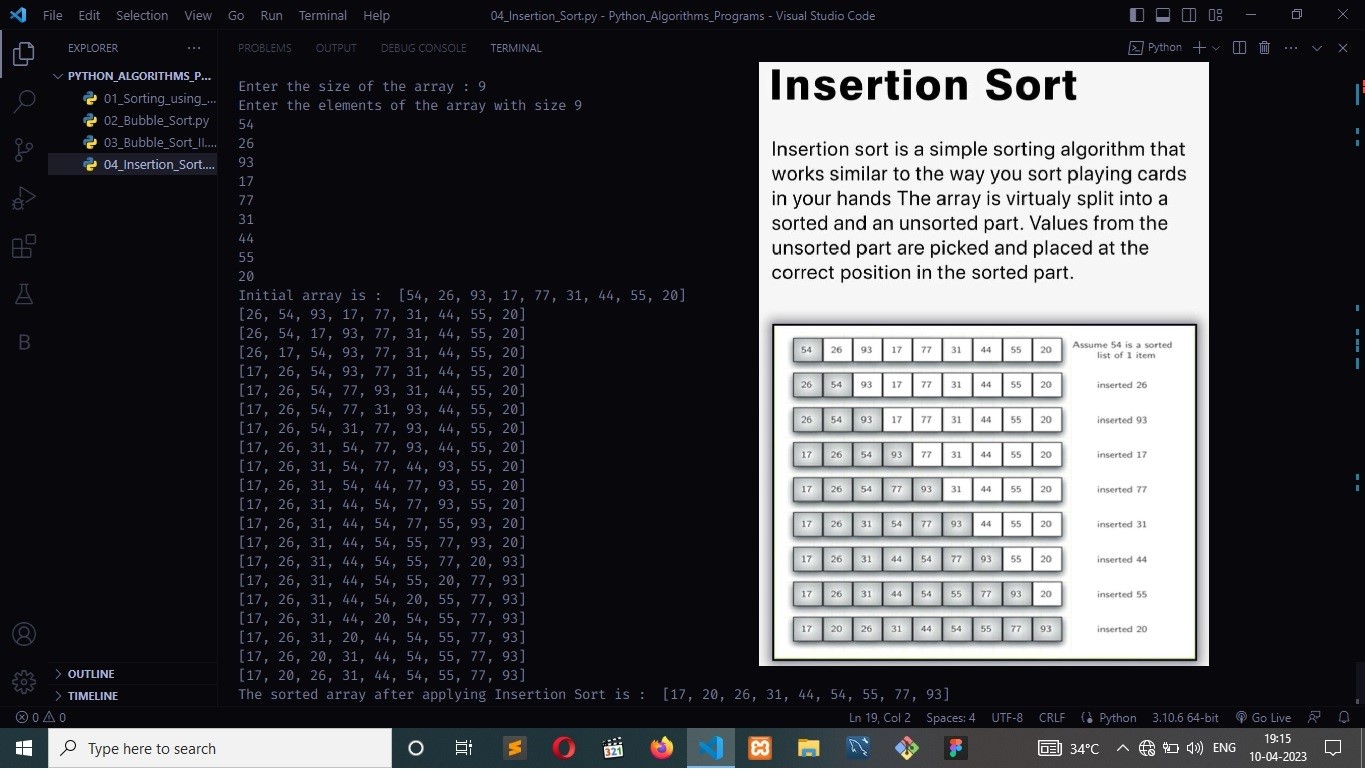 File Edit Selection View Go Run Terminal Help
04_Insertion_Sort.py - Python_Algorithms_Programs - Visual Studio Code
EXPLORER
PYTHON_ALGORITHMS_P...
01_Sorting_using_...
02_Bubble_Sort.py
03_Bubble_Sort_II....
04_Insertion_Sort....
OUTLINE
TIMELINE
PROBLEMS OUTPUT DEBUG CONSOLE TERMINAL
Python
Enter the size of the array : 9
Enter the elements of the array with size 9
54
26
93
17
77
31
44
55
20
Initial array is :  [54, 26, 93, 17, 77, 31, 44, 55, 20]
[26, 54, 93, 17, 77, 31, 44, 55, 20]
[26, 54, 17, 93, 77, 31, 44, 55, 20]
[26, 17, 54, 93, 77, 31, 44, 55, 20]
[17, 26, 54, 93, 77, 31, 44, 55, 20]
[17, 26, 54, 77, 93, 31, 44, 55, 20]
[17, 26, 54, 77, 31, 93, 44, 55, 20]
[17, 26, 54, 31, 77, 93, 44, 55, 20]
[17, 26, 31, 54, 77, 93, 44, 55, 20]
[17, 26, 31, 54, 77, 44, 93, 55, 20]
[17, 26, 31, 54, 44, 77, 93, 55, 20]
[17, 26, 31, 44, 54, 77, 93, 55, 20]
[17, 26, 31, 44, 54, 77, 55, 93, 20]
[17, 26, 31, 44, 54, 55, 77, 93, 20]
[17, 26, 31, 44, 54, 55, 77, 20, 93]
[17, 26, 31, 44, 54, 55, 20, 77, 93]
[17, 26, 31, 44, 54, 20, 55, 77, 93]
[17, 26, 31, 44, 20, 54, 55, 77, 93]
[17, 26, 31, 20, 44, 54, 55, 77, 93]
[17, 26, 20, 31, 44, 54, 55, 77, 93]
[17, 20, 26, 31, 44, 54, 55, 77, 93]
The sorted array after applying Insertion Sort is :  [17, 20, 26, 31, 44, 54, 55, 77, 93]
Insertion Sort
Insertion sort is a simple sorting algorithm that
works similar to the way you sort playing cards
in your hands The array is virtualy split into a
sorted and an unsorted part. Values from the
unsorted part are picked and placed at the
correct position in the sorted part.
54 26 93 17 77 31 44 55 20 Assume 54 is a sorted
list of 1 item
26 54 93 17 77 31 44 55 20 inserted 26
26 54 93 17 77 31 44 55 20 inserted 93
17 26 54 93 77 31 44 55 20 inserted 17
17 26 54 77 93 31 44 55 20 inserted 77
17 26 31 54 77 93 44 55 20 inserted 31
17 26 31 44 54 77 93 55 20 inserted 44
17 26 31 44 54 55 77 93 20 inserted 55
17 20 26 31 44 54 55 77 93 inserted 20
0 0 Ln 19, Col 2 Spaces: 4 UTF-8 CRLF Python 3.10.6 64-bit Go Live
Type here to search
321
34°C ENG
19:15
10-04-2023